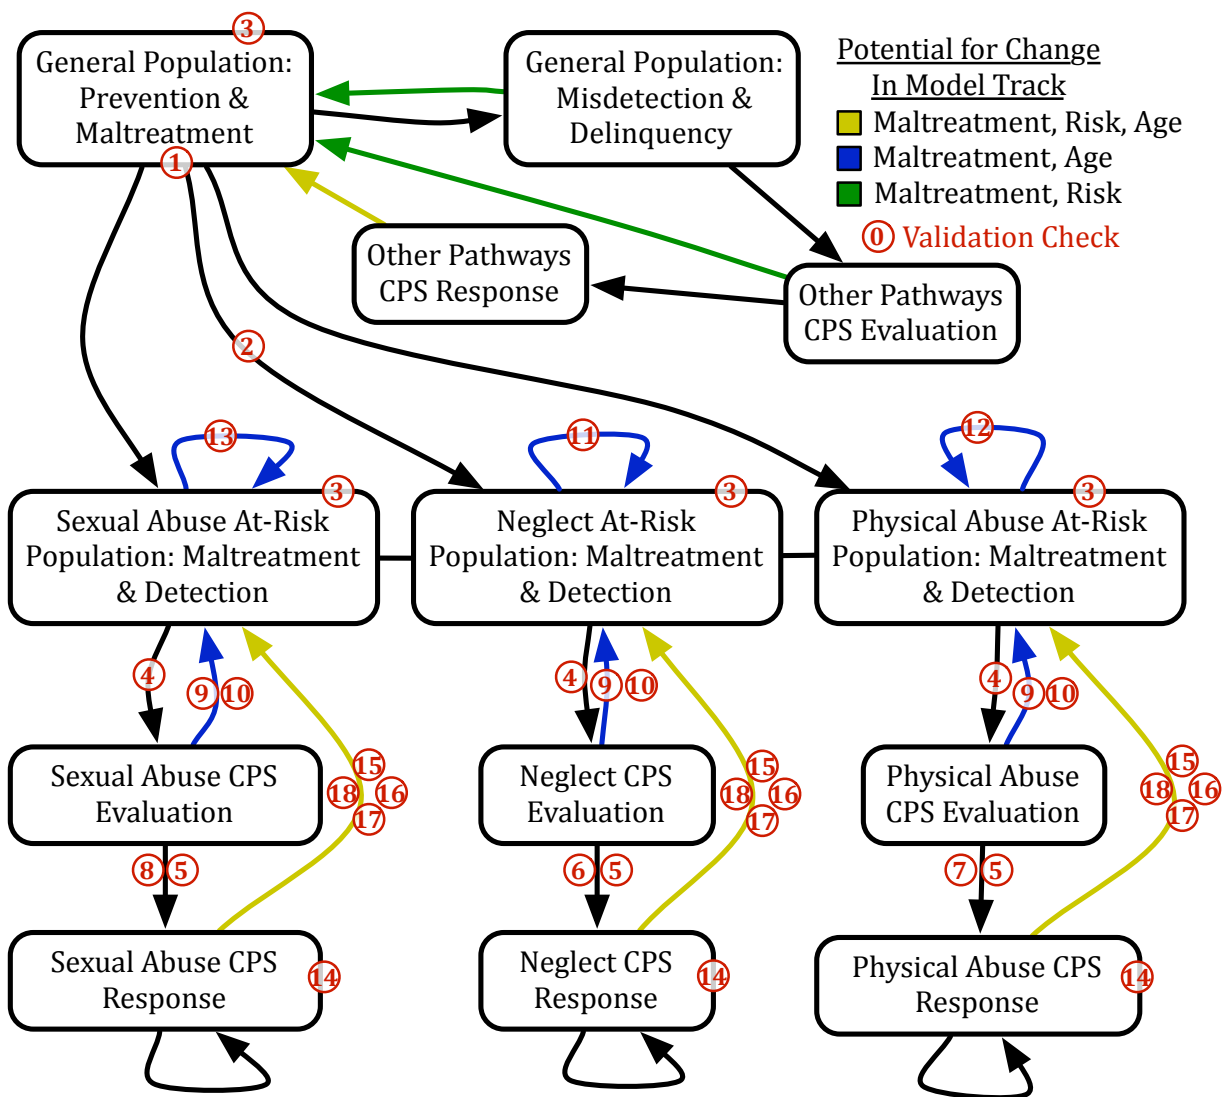 3
General Population:
Prevention &
Maltreatment
1
General Population:
Misdetection &
Delinquency
Potential for Change
In Model Track
Maltreatment, Risk, Age
Maltreatment, Age
Maltreatment, Risk
0 Validation Check
Other Pathways
CPS Response
Other Pathways
CPS Evaluation
2
13
11
12
3
Sexual Abuse At-Risk
Population: Maltreatment
& Detection
3
Neglect At-Risk
Population: Maltreatment
& Detection
3
Physical Abuse At-Risk
Population: Maltreatment
& Detection
4
9 10
4
9 10
4
9 10
Sexual Abuse CPS
Evaluation
15
18 16
17
Neglect CPS
Evaluation
15
18 16
17
Physical Abuse
CPS Evaluation
15
18 16
17
8 5
6 5
7 5
Sexual Abuse CPS
Response
14
Neglect CPS
Response
14
Physical Abuse CPS
Response
14